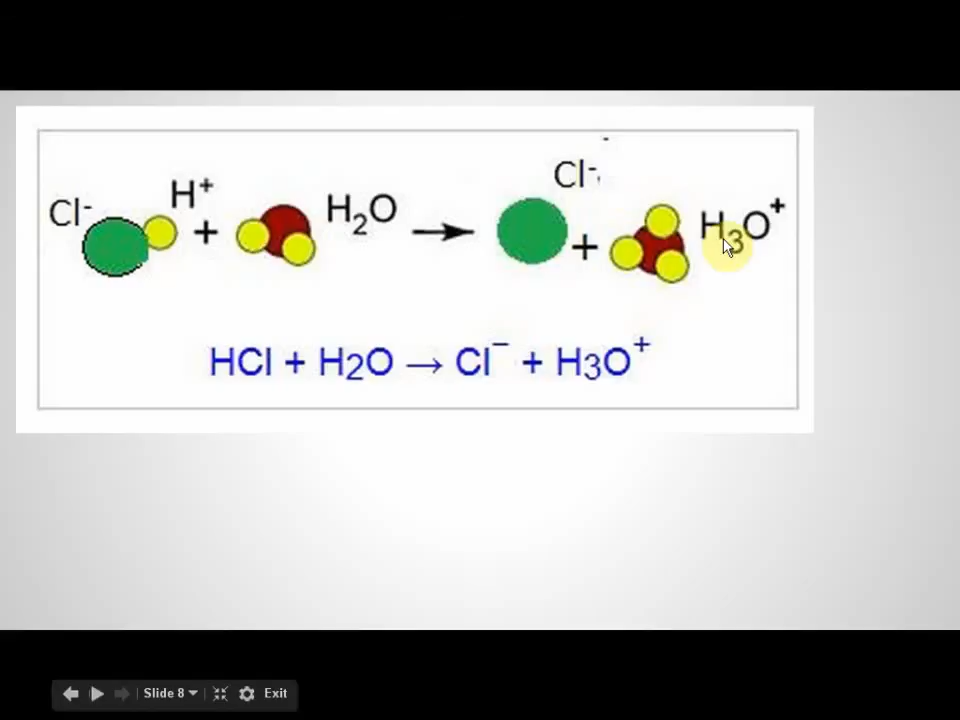 Cl⁻ H⁺ + H₂O → Cl⁻ + H₃O⁺
HCl + H2O → Cl⁻ + H3O⁺
Slide 8 Exit